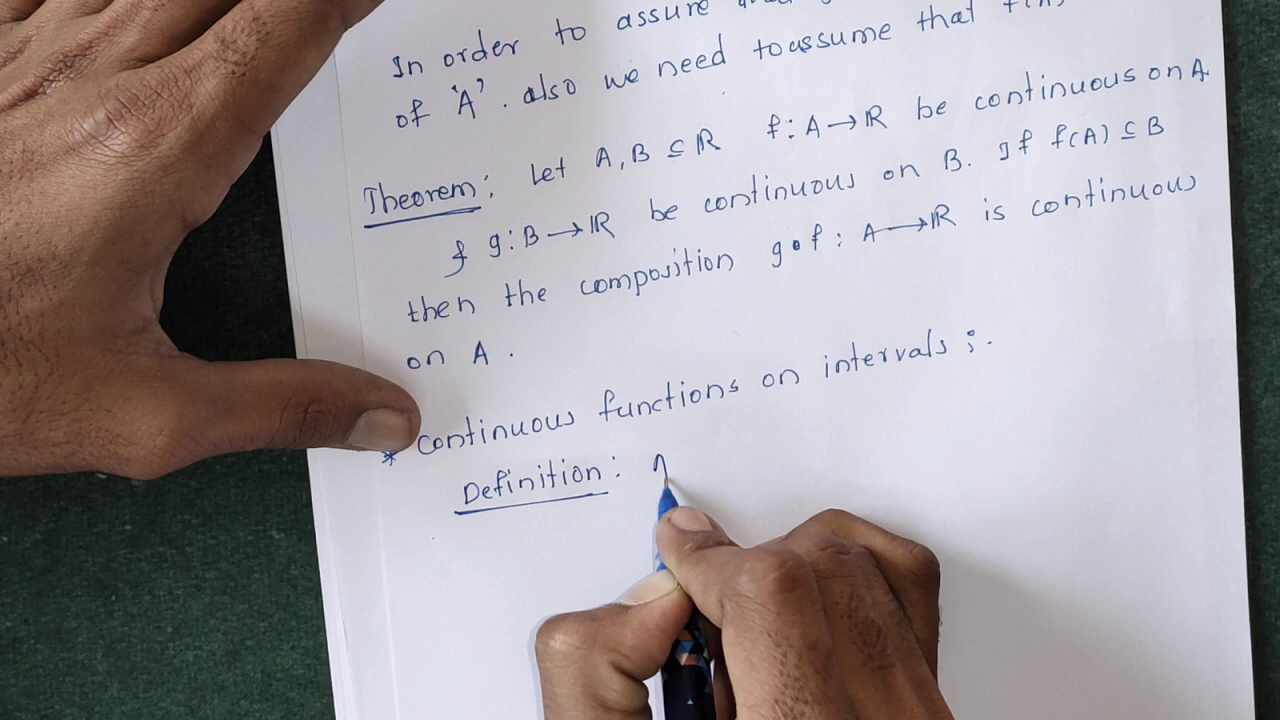 In order to assure
of 'A'. also we need to assume that
Theorem: Let A, B ⊆ R f: A → R be continuous on A
& g: B → R be continuous on B. If f(A) ⊆ B
then the composition g∘f: A → R is continuous
on A.
* Continuous functions on intervals:.
Definition: